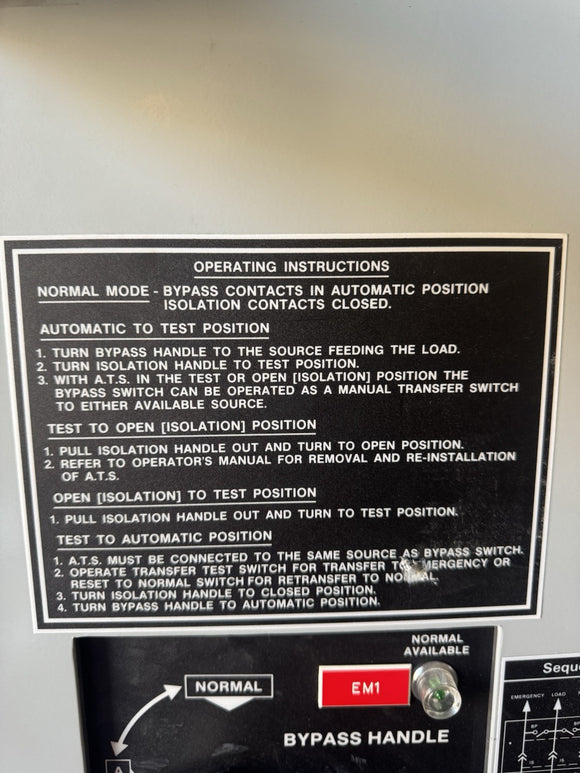 OPERATING INSTRUCTIONS
NORMAL MODE - BYPASS CONTACTS IN AUTOMATIC POSITION
ISOLATION CONTACTS CLOSED.
AUTOMATIC TO TEST POSITION
1. TURN BYPASS HANDLE TO THE SOURCE FEEDING THE LOAD.
2. TURN ISOLATION HANDLE TO TEST POSITION.
3. WITH A.T.S. IN THE TEST OR OPEN [ISOLATION] POSITION THE
BYPASS SWITCH CAN BE OPERATED AS A MANUAL TRANSFER SWITCH
TO EITHER AVAILABLE SOURCE.
TEST TO OPEN [ISOLATION] POSITION
1. PULL ISOLATION HANDLE OUT AND TURN TO OPEN POSITION.
2. REFER TO OPERATOR'S MANUAL FOR REMOVAL AND RE-INSTALLATION
OF A.T.S.
OPEN [ISOLATION] TO TEST POSITION
1. PULL ISOLATION HANDLE OUT AND TURN TO TEST POSITION.
TEST TO AUTOMATIC POSITION
1. A.T.S. MUST BE CONNECTED TO THE SAME SOURCE AS BYPASS SWITCH.
2. OPERATE TRANSFER TEST SWITCH FOR TRANSFER OR
RESET TO NORMAL SWITCH FOR RETRANSFER TO
3. TURN ISOLATION HANDLE TO CLOSED POSITION.
4. TURN BYPASS HANDLE TO AUTOMATIC POSITION.
NORMAL
AVAILABLE
NORMAL
EM1
BYPASS HANDLE
A
EMERGENCY LOAD
BP
BP
IS
IS